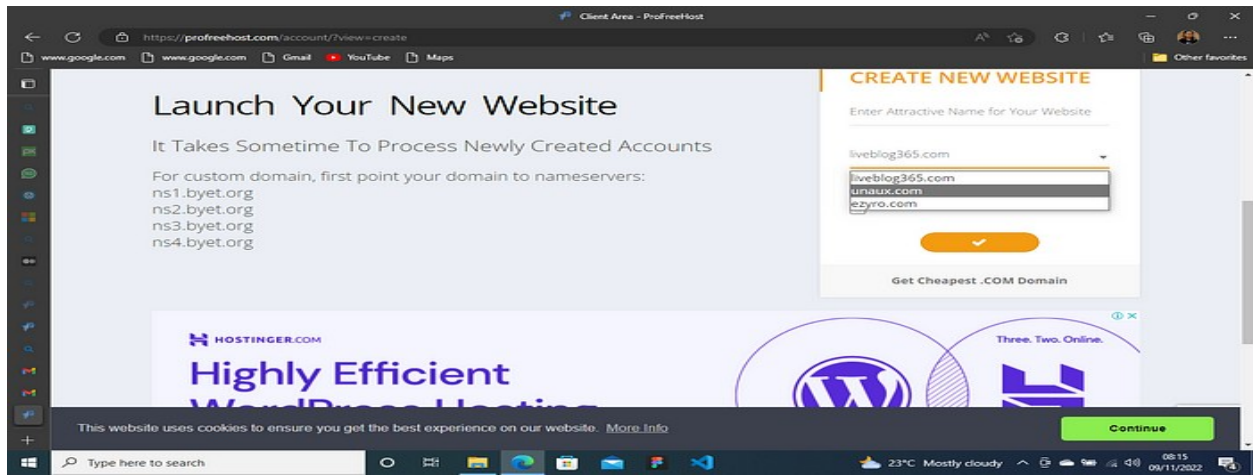 Client Area - ProFreeHost
https://profreehost.com/account/?view=create
www.google.com www.google.com Gmail YouTube Maps Other favorites
Launch Your New Website
It Takes Sometime To Process Newly Created Accounts
For custom domain, first point your domain to nameservers:
ns1.byet.org
ns2.byet.org
ns3.byet.org
ns4.byet.org
CREATE NEW WEBSITE
Enter Attractive Name for Your Website
liveblog365.com
liveblog365.com
unaux.com
ezyro.com
Get Cheapest .COM Domain
HOSTINGER.COM
Highly Efficient
WordPress Hosting
Three. Two. Online.
This website uses cookies to ensure you get the best experience on our website. More Info
Continue
Type here to search
23°C Mostly cloudy
08:15
09/11/2022